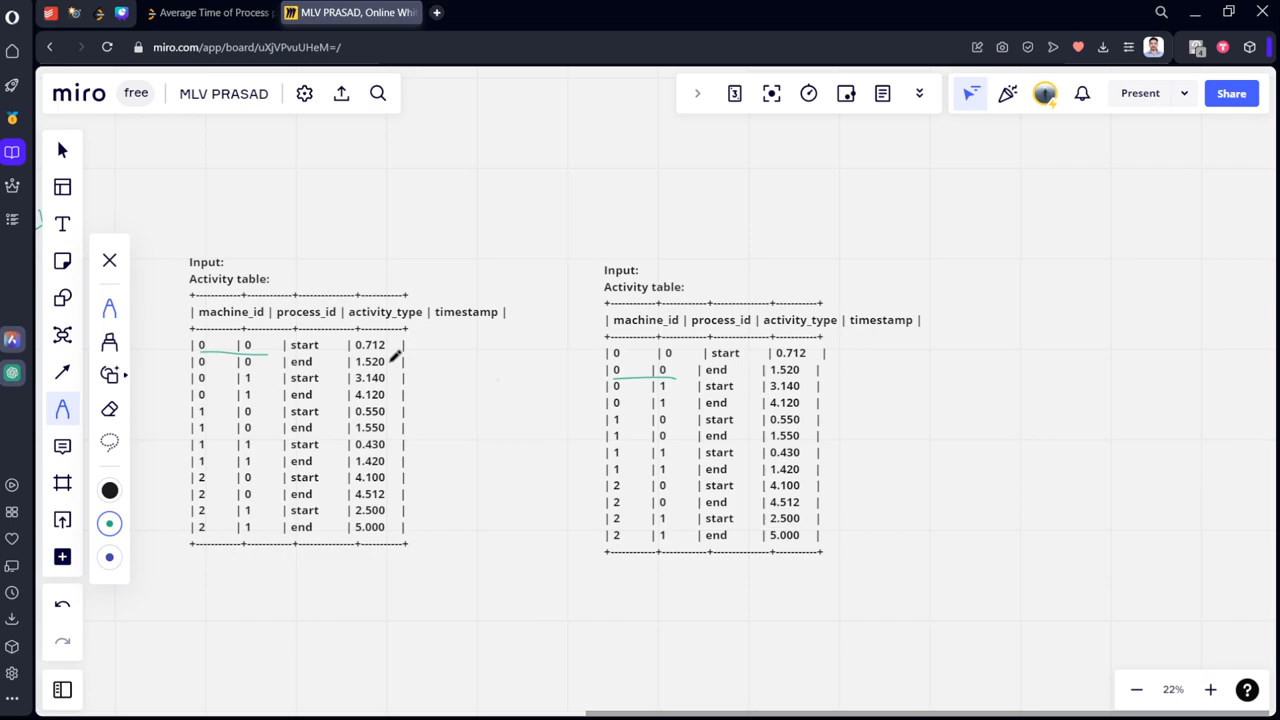 Average Time of Process p
MLV PRASAD, Online Whi
miro.com/app/board/uXjVPvuUHeM=/
miro free MLV PRASAD
3 Present Share
Input:
Activity table:
+-----------+------------+---------------+-----------+
| machine_id | process_id | activity_type | timestamp |
+-----------+------------+---------------+-----------+
| 0 | 0 | start | 0.712 |
| 0 | 0 | end | 1.520 |
| 0 | 1 | start | 3.140 |
| 0 | 1 | end | 4.120 |
| 1 | 0 | start | 0.550 |
| 1 | 0 | end | 1.550 |
| 1 | 1 | start | 0.430 |
| 1 | 1 | end | 1.420 |
| 2 | 0 | start | 4.100 |
| 2 | 0 | end | 4.512 |
| 2 | 1 | start | 2.500 |
| 2 | 1 | end | 5.000 |
+-----------+------------+---------------+-----------+
Input:
Activity table:
+-----------+------------+---------------+-----------+
| machine_id | process_id | activity_type | timestamp |
+-----------+------------+---------------+-----------+
| 0 | 0 | start | 0.712 |
| 0 | 0 | end | 1.520 |
| 0 | 1 | start | 3.140 |
| 0 | 1 | end | 4.120 |
| 1 | 0 | start | 0.550 |
| 1 | 0 | end | 1.550 |
| 1 | 1 | start | 0.430 |
| 1 | 1 | end | 1.420 |
| 2 | 0 | start | 4.100 |
| 2 | 0 | end | 4.512 |
| 2 | 1 | start | 2.500 |
| 2 | 1 | end | 5.000 |
+-----------+------------+---------------+-----------+
22%